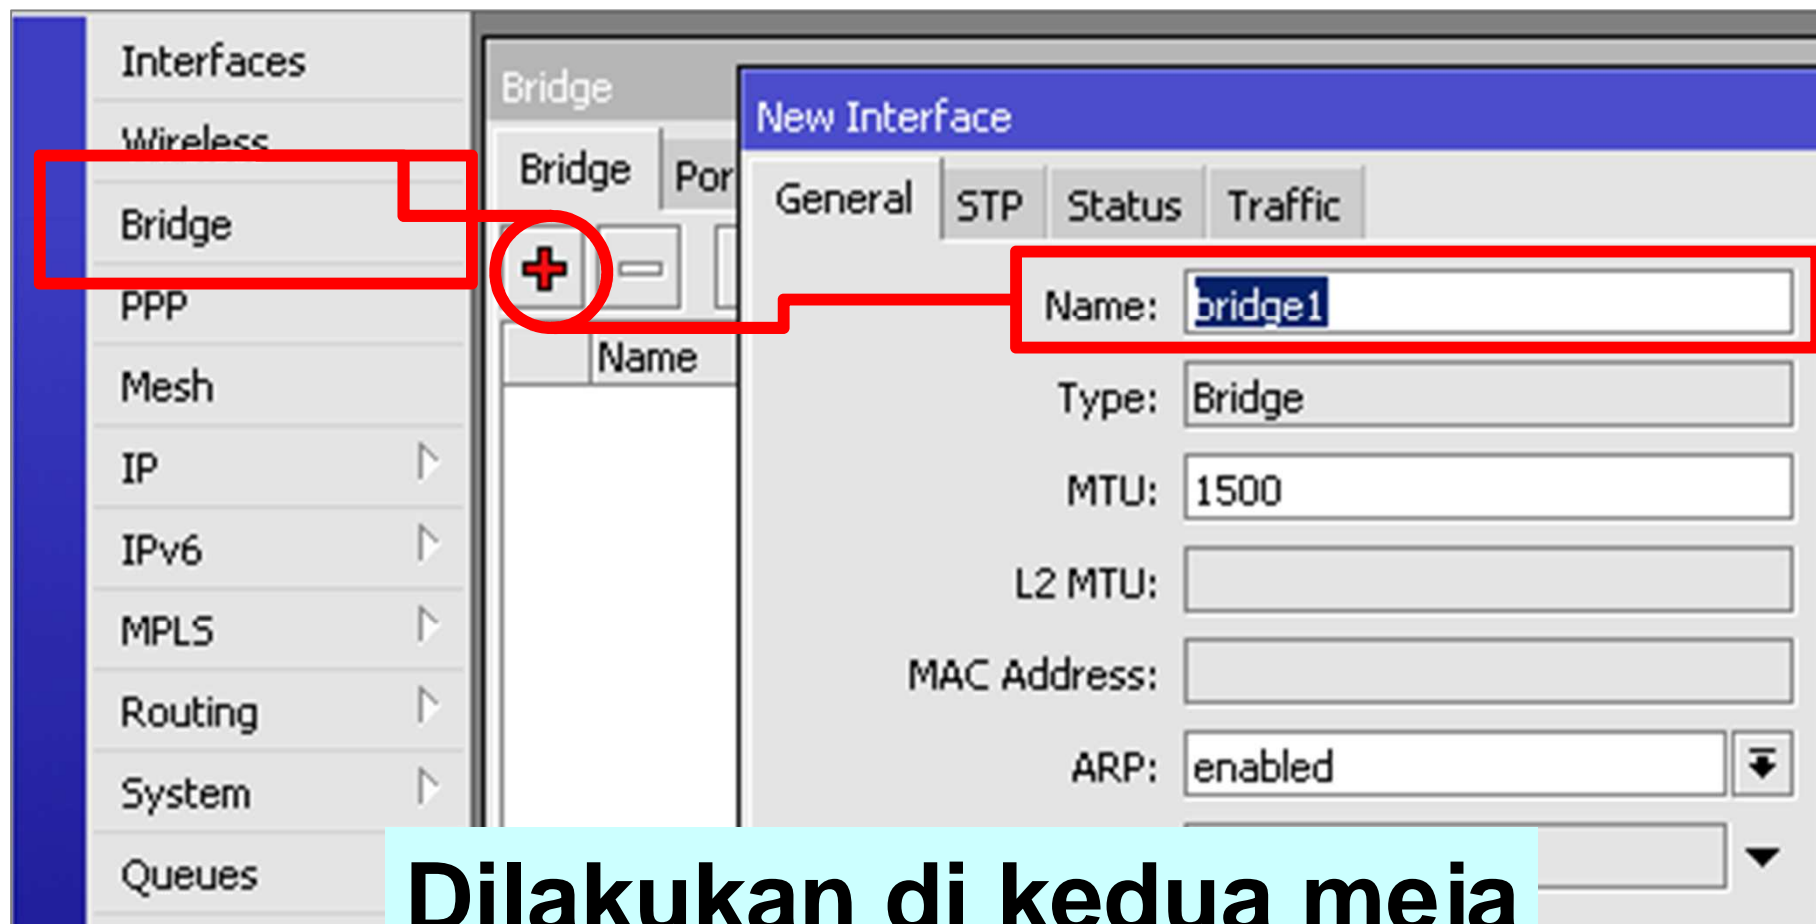 Interfaces
Wireless
Bridge
PPP
Mesh
IP
IPv6
MPLS
Routing
System
Queues
Bridge
Bridge
Por
Name
New Interface
General STP Status Traffic
Name: bridge1
Type: Bridge
MTU: 1500
L2 MTU:
MAC Address:
ARP: enabled
Dilakukan di kedua meja